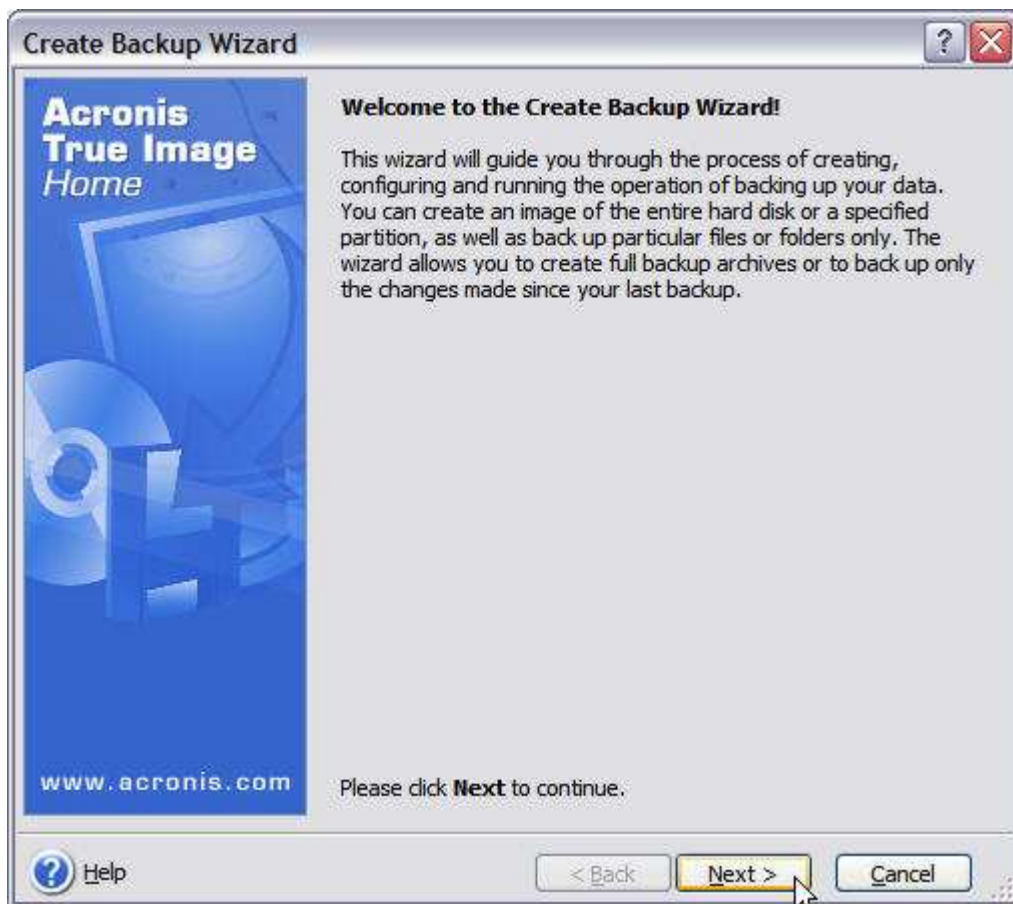 Create Backup Wizard
?
Acronis
True Image
Home
Welcome to the Create Backup Wizard!
This wizard will guide you through the process of creating,
configuring and running the operation of backing up your data.
You can create an image of the entire hard disk or a specified
partition, as well as back up particular files or folders only. The
wizard allows you to create full backup archives or to back up only
the changes made since your last backup.
www.acronis.com
Please click Next to continue.
? Help
< Back
Next >
Cancel